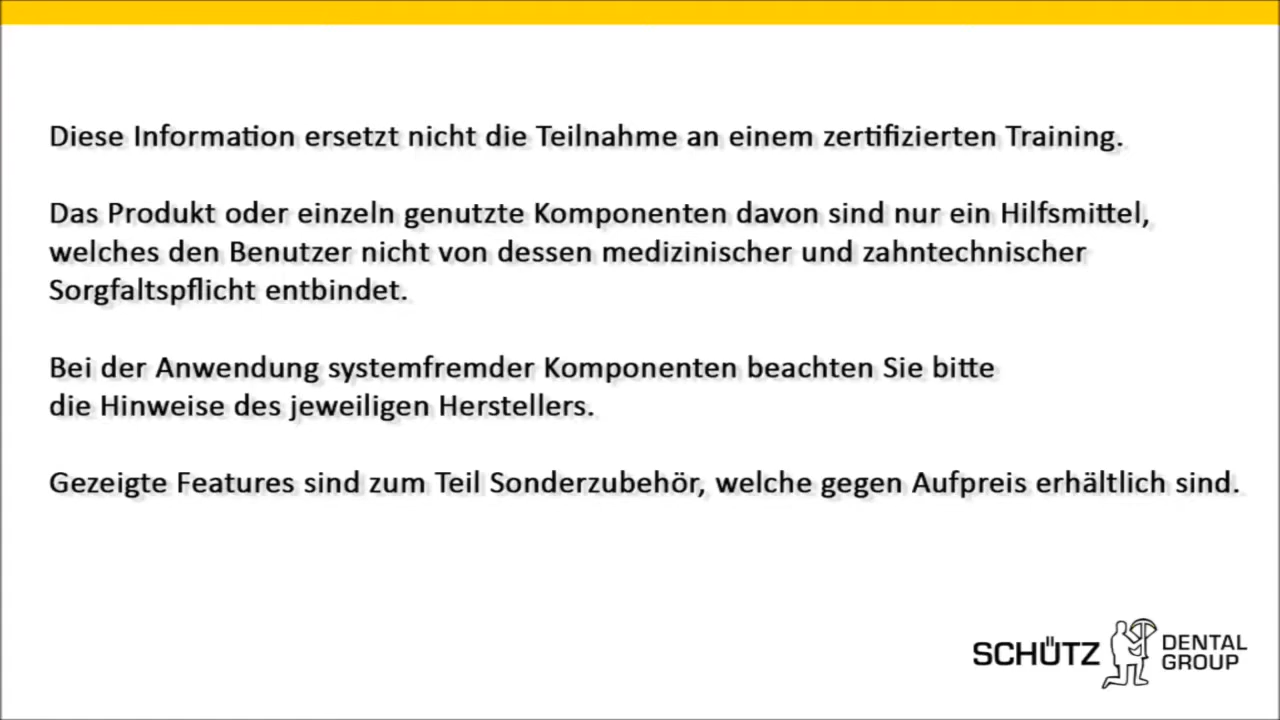 Diese Information ersetzt nicht die Teilnahme an einem zertifizierten Training.
Das Produkt oder einzeln genutzte Komponenten davon sind nur ein Hilfsmittel,
welches den Benutzer nicht von dessen medizinischer und zahntechnischer
Sorgfaltspflicht entbindet.
Bei der Anwendung systemfremder Komponenten beachten Sie bitte
die Hinweise des jeweiligen Herstellers.
Gezeigte Features sind zum Teil Sonderzubehör, welche gegen Aufpreis erhältlich sind.
SCHÜTZ
DENTAL
GROUP